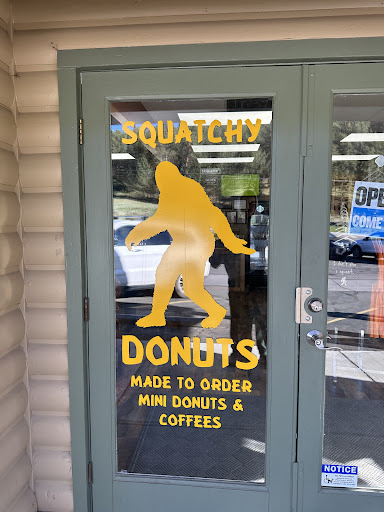 SQUATCHY
DONUTS
MADE TO ORDER
MINI DONUTS &
COFFEES
OPE
COME
NOTICE